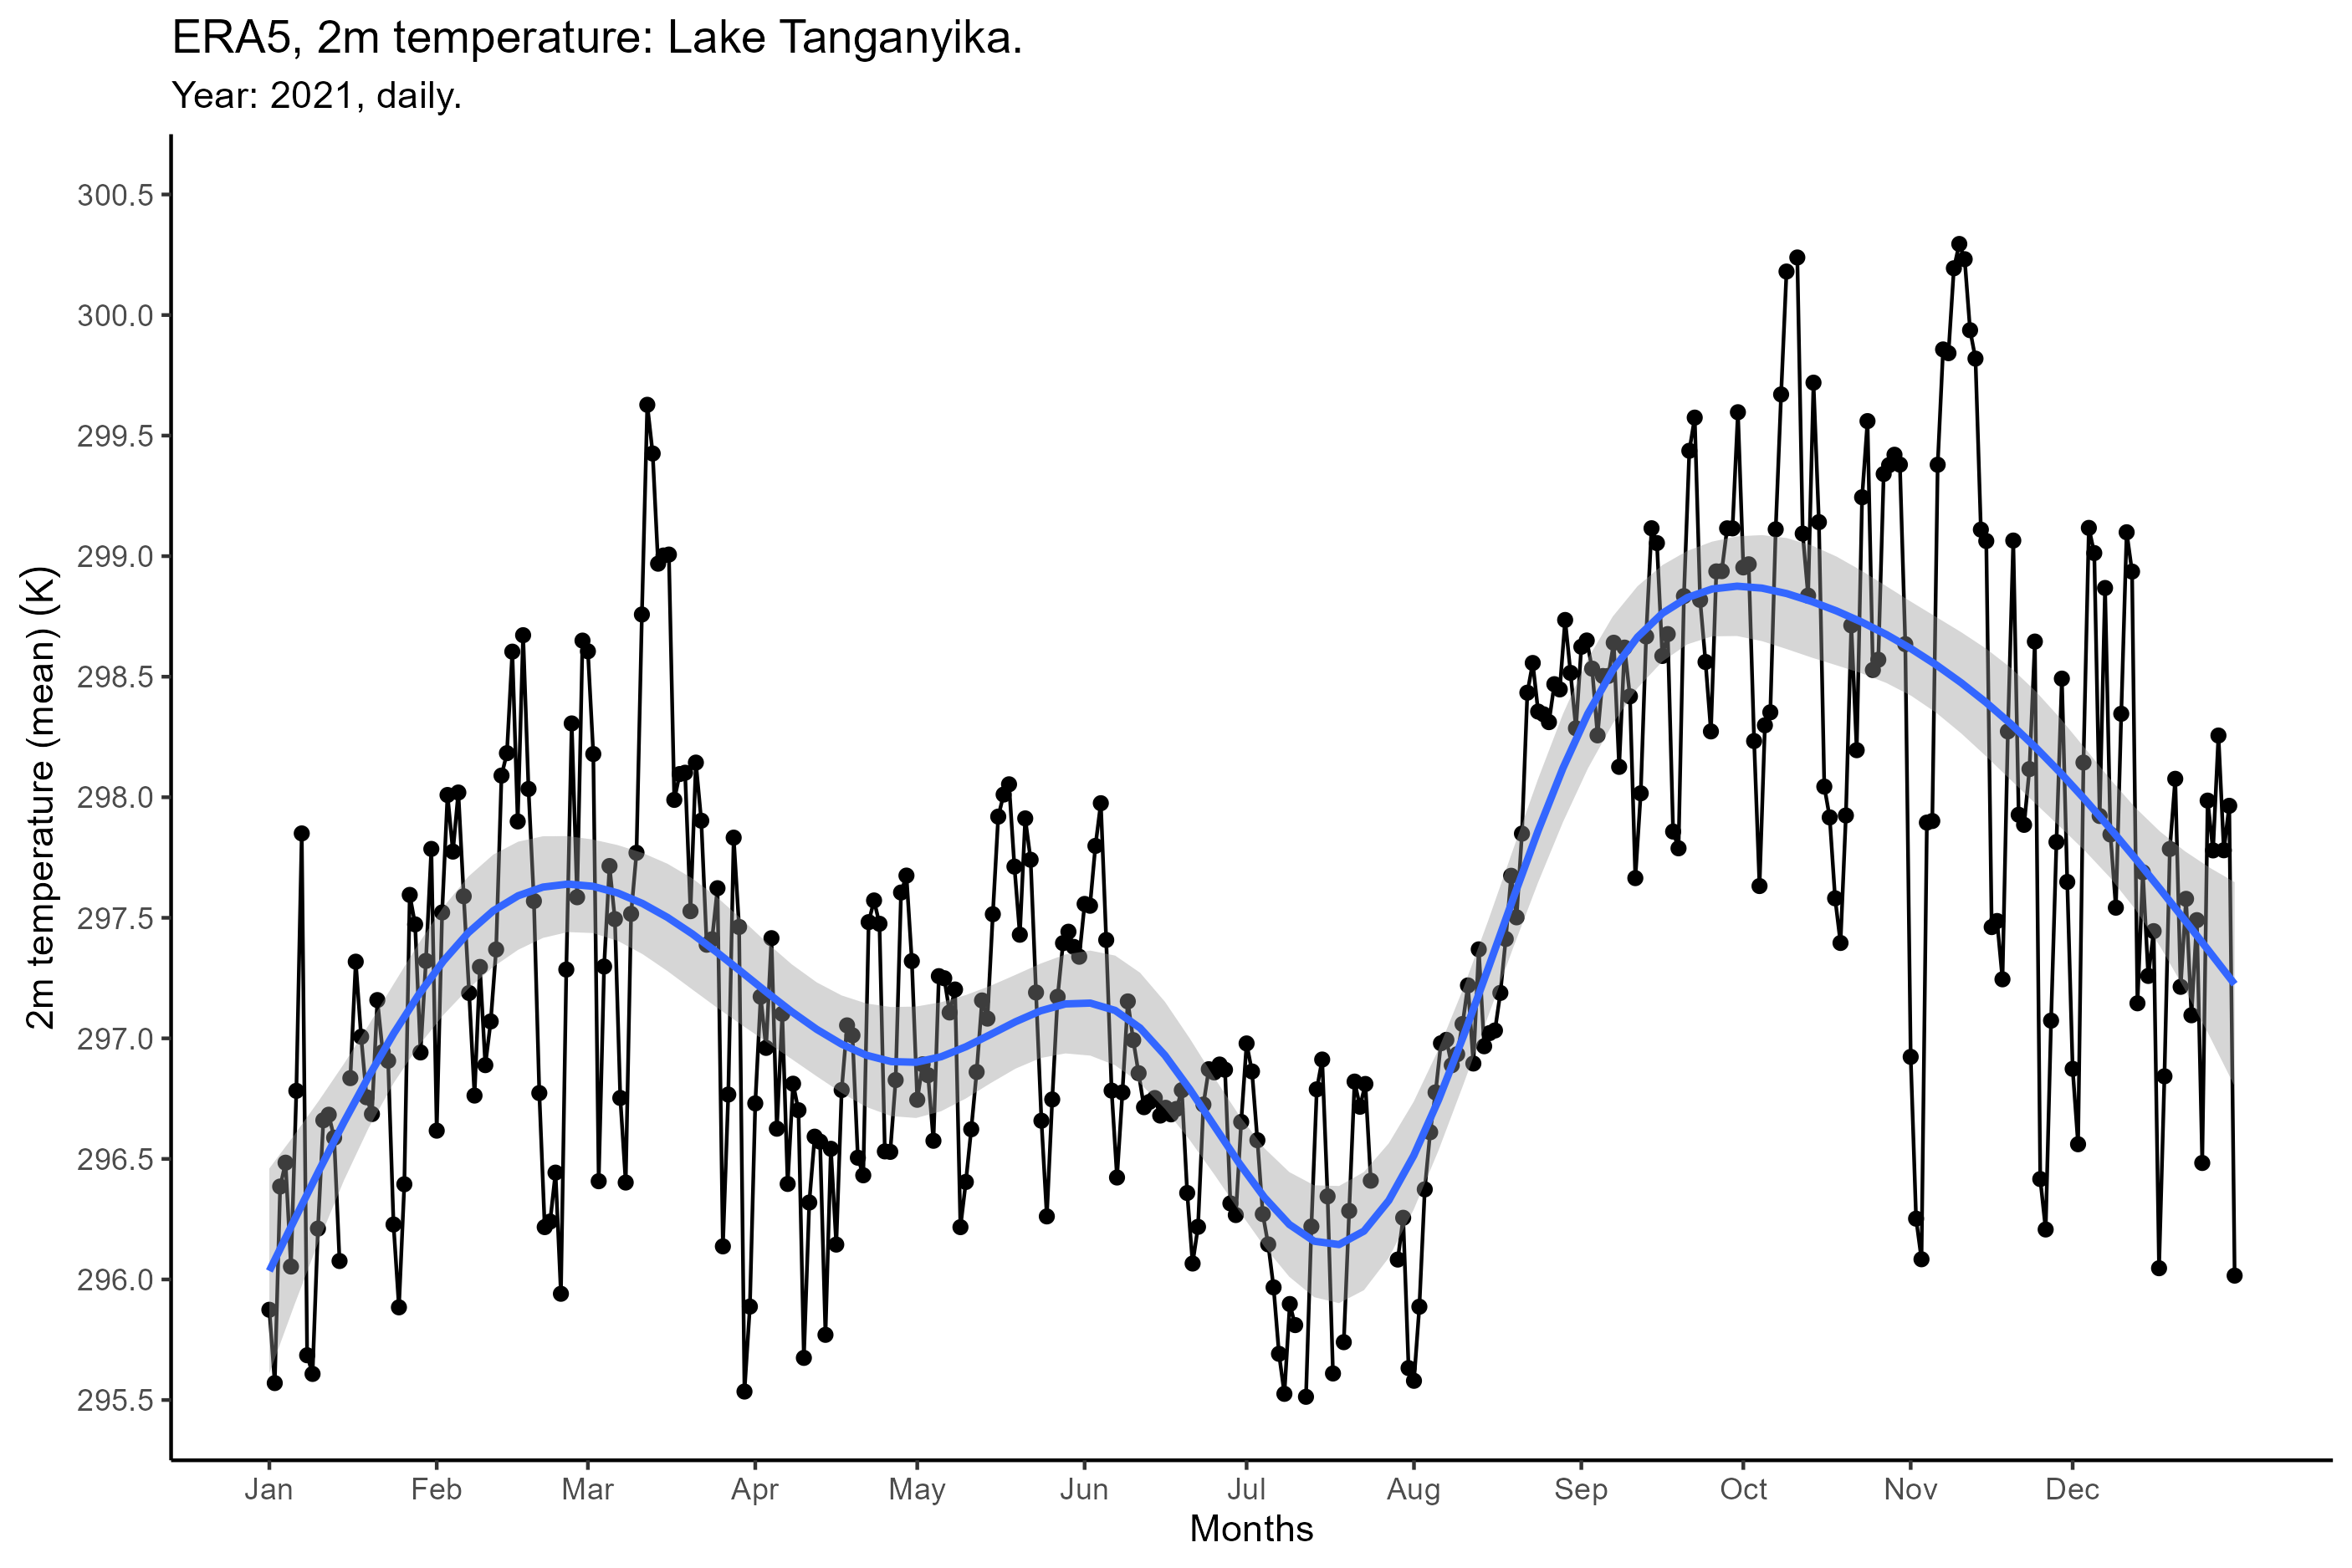 ERA5, 2m temperature: Lake Tanganyika.
Year: 2021, daily.
2m temperature (mean) (K)
300.5
300.0
299.5
299.0
298.5
298.0
297.5
297.0
296.5
296.0
295.5
Jan Feb Mar Apr May Jun Jul Aug Sep Oct Nov Dec
Months